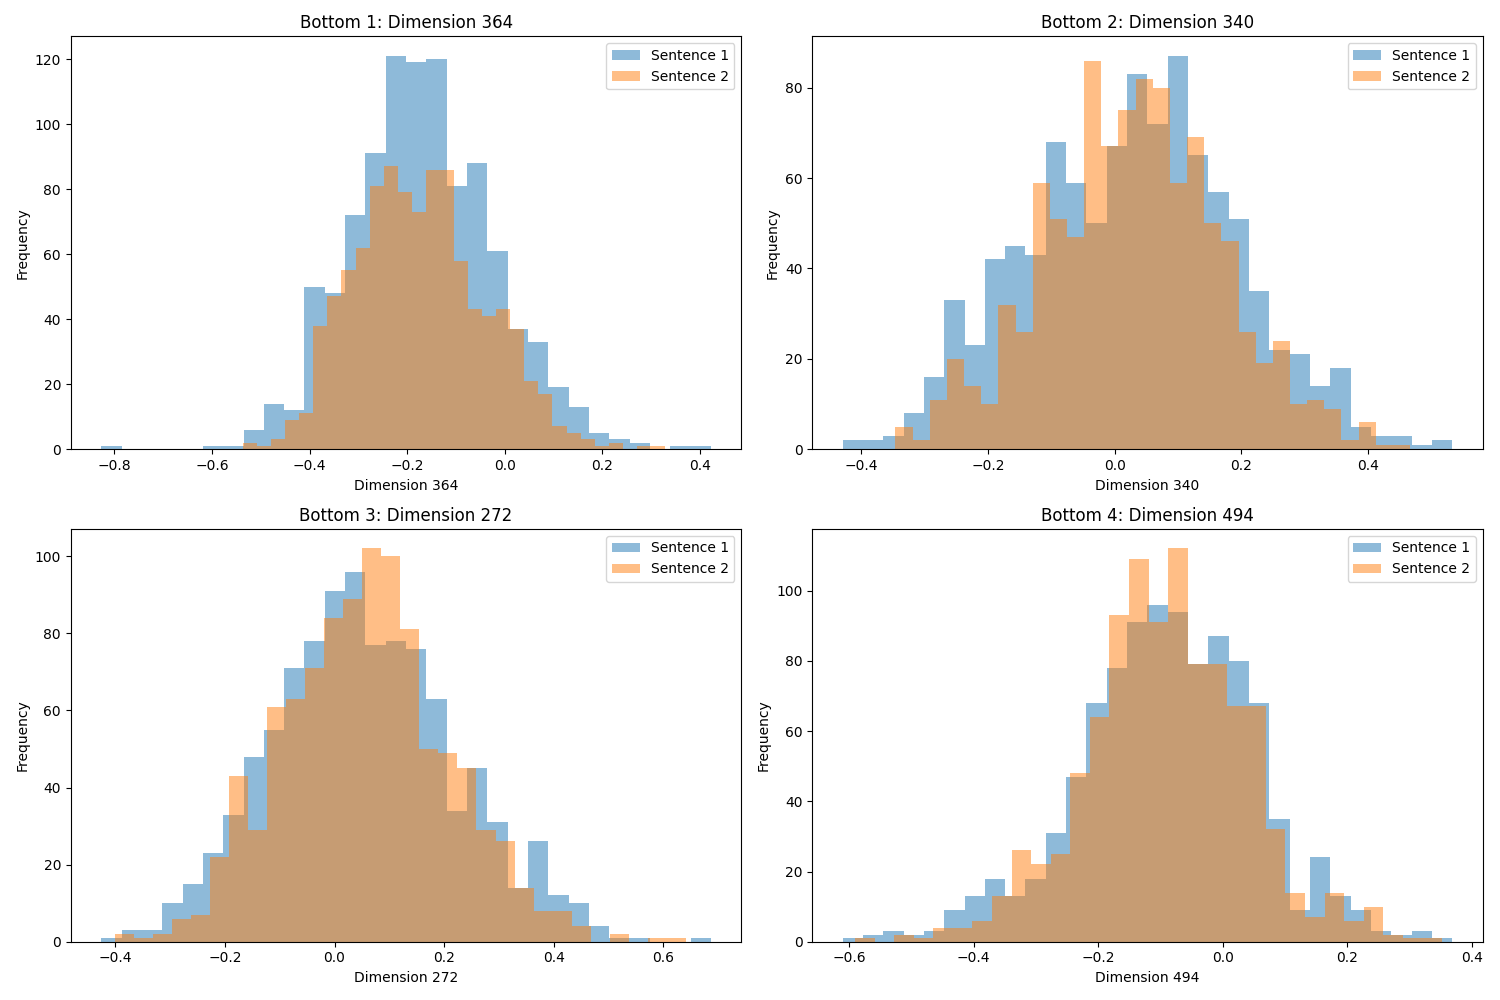 Bottom 1: Dimension 364
Sentence 1
Sentence 2
Frequency
120
100
80
60
40
20
0
−0.8 −0.6 −0.4 −0.2 0.0 0.2 0.4
Dimension 364
Bottom 2: Dimension 340
Sentence 1
Sentence 2
Frequency
80
60
40
20
0
−0.4 −0.2 0.0 0.2 0.4
Dimension 340
Bottom 3: Dimension 272
Sentence 1
Sentence 2
Frequency
100
80
60
40
20
0
−0.4 −0.2 0.0 0.2 0.4 0.6
Dimension 272
Bottom 4: Dimension 494
Sentence 1
Sentence 2
Frequency
100
80
60
40
20
0
−0.6 −0.4 −0.2 0.0 0.2 0.4
Dimension 494